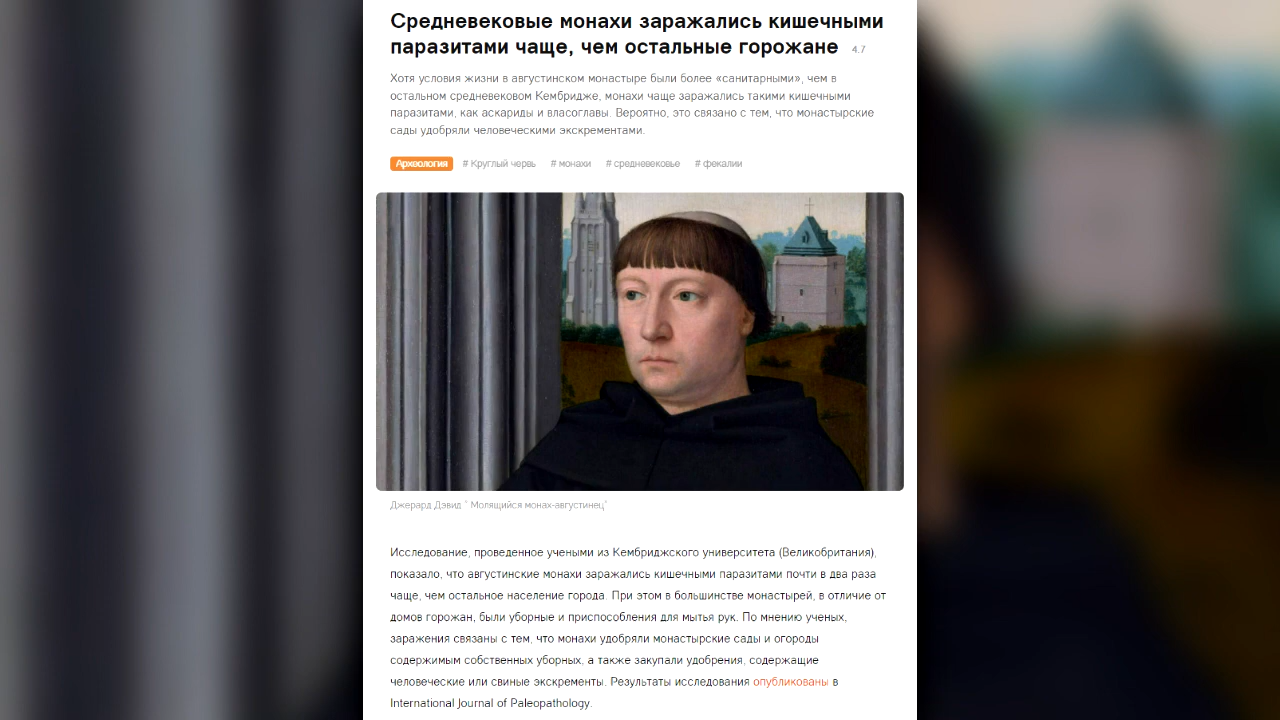 Средневековые монахи заражались кишечными
паразитами чаще, чем остальные горожане 4.7
Хотя условия жизни в августинском монастыре были более «санитарными», чем в
остальном средневековом Кембридже, монахи чаще заражались такими кишечными
паразитами, как аскариды и власоглавы. Вероятно, это связано с тем, что монастырские
сады удобряли человеческими экскрементами.
Археология # Круглый червь # монахи # средневековье # фекалии
Джерард Дэвид " Молящийся монах-августинец"
Исследование, проведенное учеными из Кембриджского университета (Великобритания),
показало, что августинские монахи заражались кишечными паразитами почти в два раза
чаще, чем остальное население города. При этом в большинстве монастырей, в отличие от
домов горожан, были уборные и приспособления для мытья рук. По мнению ученых,
заражения связаны с тем, что монахи удобряли монастырские сады и огороды
содержимым собственных уборных, а также закупали удобрения, содержащие
человеческие или свиные экскременты. Результаты исследования опубликованы в
International Journal of Paleopathology.